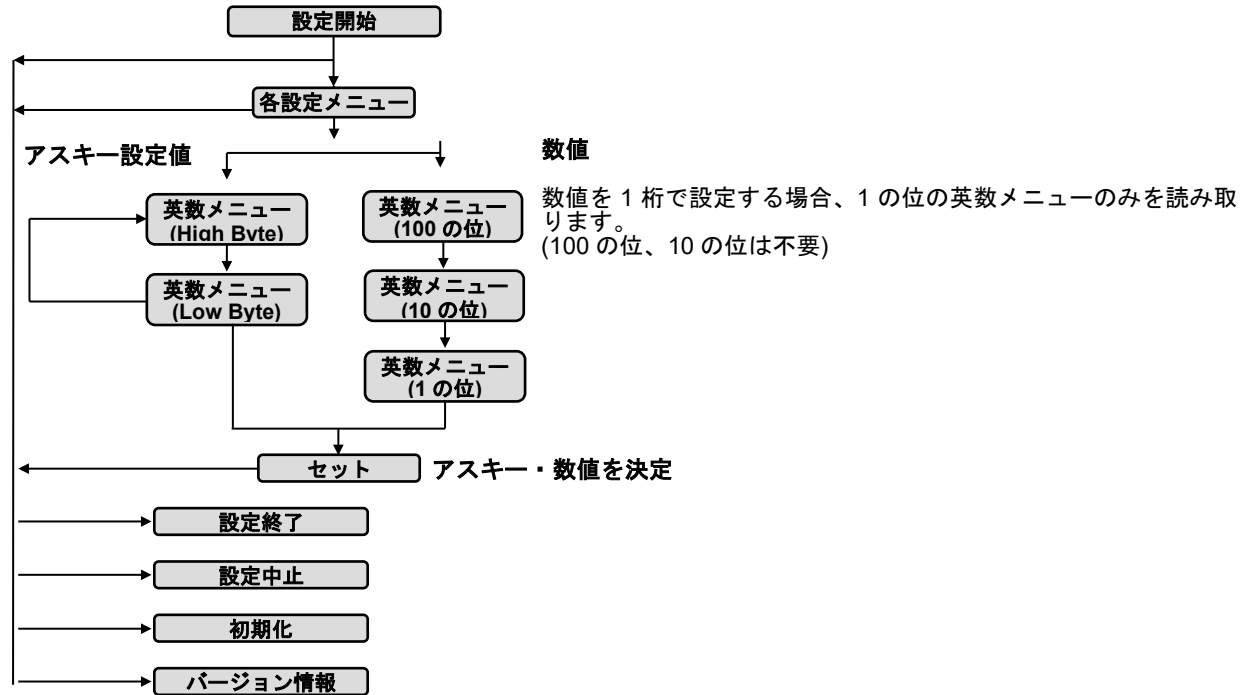 設定開始
各設定メニュー
アスキー設定値
数値
英数メニュー
(High Byte)
英数メニュー
(100 の位)
数値を 1 桁で設定する場合、1 の位の英数メニューのみを読み取
ります。
(100 の位、10 の位は不要)
英数メニュー
(Low Byte)
英数メニュー
(10 の位)
英数メニュー
(1 の位)
セット
アスキー・数値を決定
設定終了
設定中止
初期化
バージョン情報